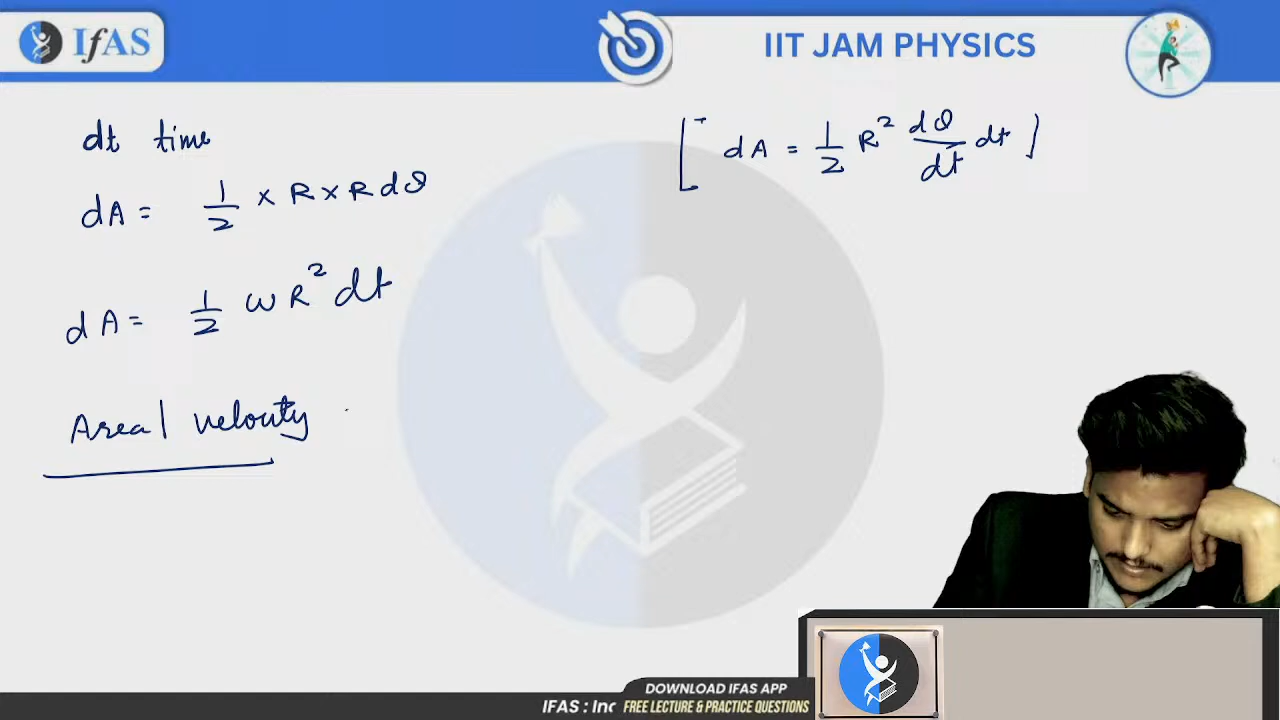 IfAS
IIT JAM PHYSICS
dt time
dA = 1/2 × R × R dθ
[ dA = 1/2 R² dθ/dt dt ]
dA = 1/2 ω R² dt
Areal velocity
DOWNLOAD IFAS APP
IFAS : Inc FREE LECTURE & PRACTICE QUESTIONS